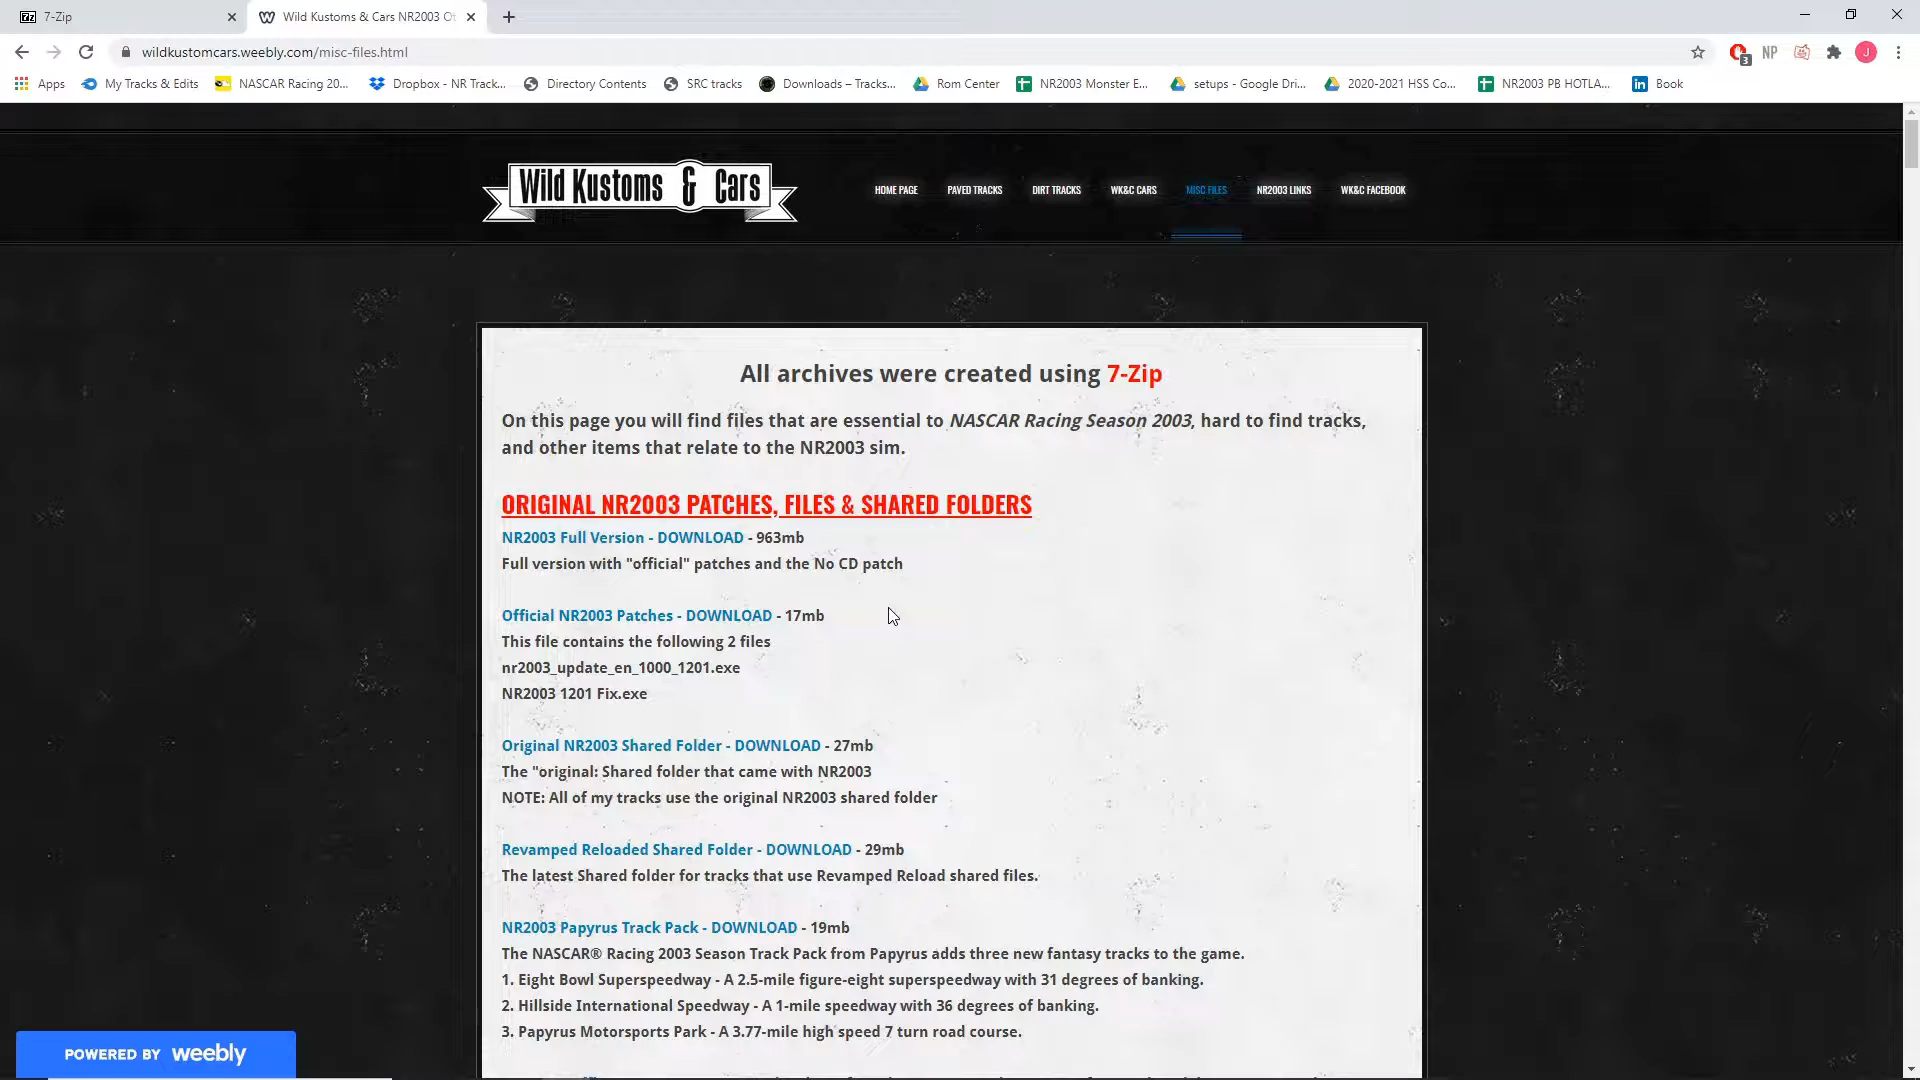 7-Zip
Wild Kustoms & Cars NR2003 Ot
wildkustomcars.weebly.com/misc-files.html
3
NP
J
Apps
My Tracks & Edits
NASCAR Racing 20...
Dropbox - NR Track...
Directory Contents
SRC tracks
Downloads – Tracks...
Rom Center
NR2003 Monster E...
setups - Google Dri...
2020-2021 HSS Co...
NR2003 PB HOTLA...
Book
Wild Kustoms & Cars
HOME PAGE
PAVED TRACKS
DIRT TRACKS
WK&C CARS
MISC FILES
NR2003 LINKS
WK&C FACEBOOK
All archives were created using 7-Zip
On this page you will find files that are essential to NASCAR Racing Season 2003, hard to find tracks,
and other items that relate to the NR2003 sim.
ORIGINAL NR2003 PATCHES, FILES & SHARED FOLDERS
NR2003 Full Version - DOWNLOAD - 963mb
Full version with "official" patches and the No CD patch
Official NR2003 Patches - DOWNLOAD - 17mb
This file contains the following 2 files
nr2003_update_en_1000_1201.exe
NR2003 1201 Fix.exe
Original NR2003 Shared Folder - DOWNLOAD - 27mb
The "original: Shared folder that came with NR2003
NOTE: All of my tracks use the original NR2003 shared folder
Revamped Reloaded Shared Folder - DOWNLOAD - 29mb
The latest Shared folder for tracks that use Revamped Reload shared files.
NR2003 Papyrus Track Pack - DOWNLOAD - 19mb
The NASCAR® Racing 2003 Season Track Pack from Papyrus adds three new fantasy tracks to the game.
1. Eight Bowl Superspeedway - A 2.5-mile figure-eight superspeedway with 31 degrees of banking.
2. Hillside International Speedway - A 1-mile speedway with 36 degrees of banking.
3. Papyrus Motorsports Park - A 3.77-mile high speed 7 turn road course.
POWERED BY weebly